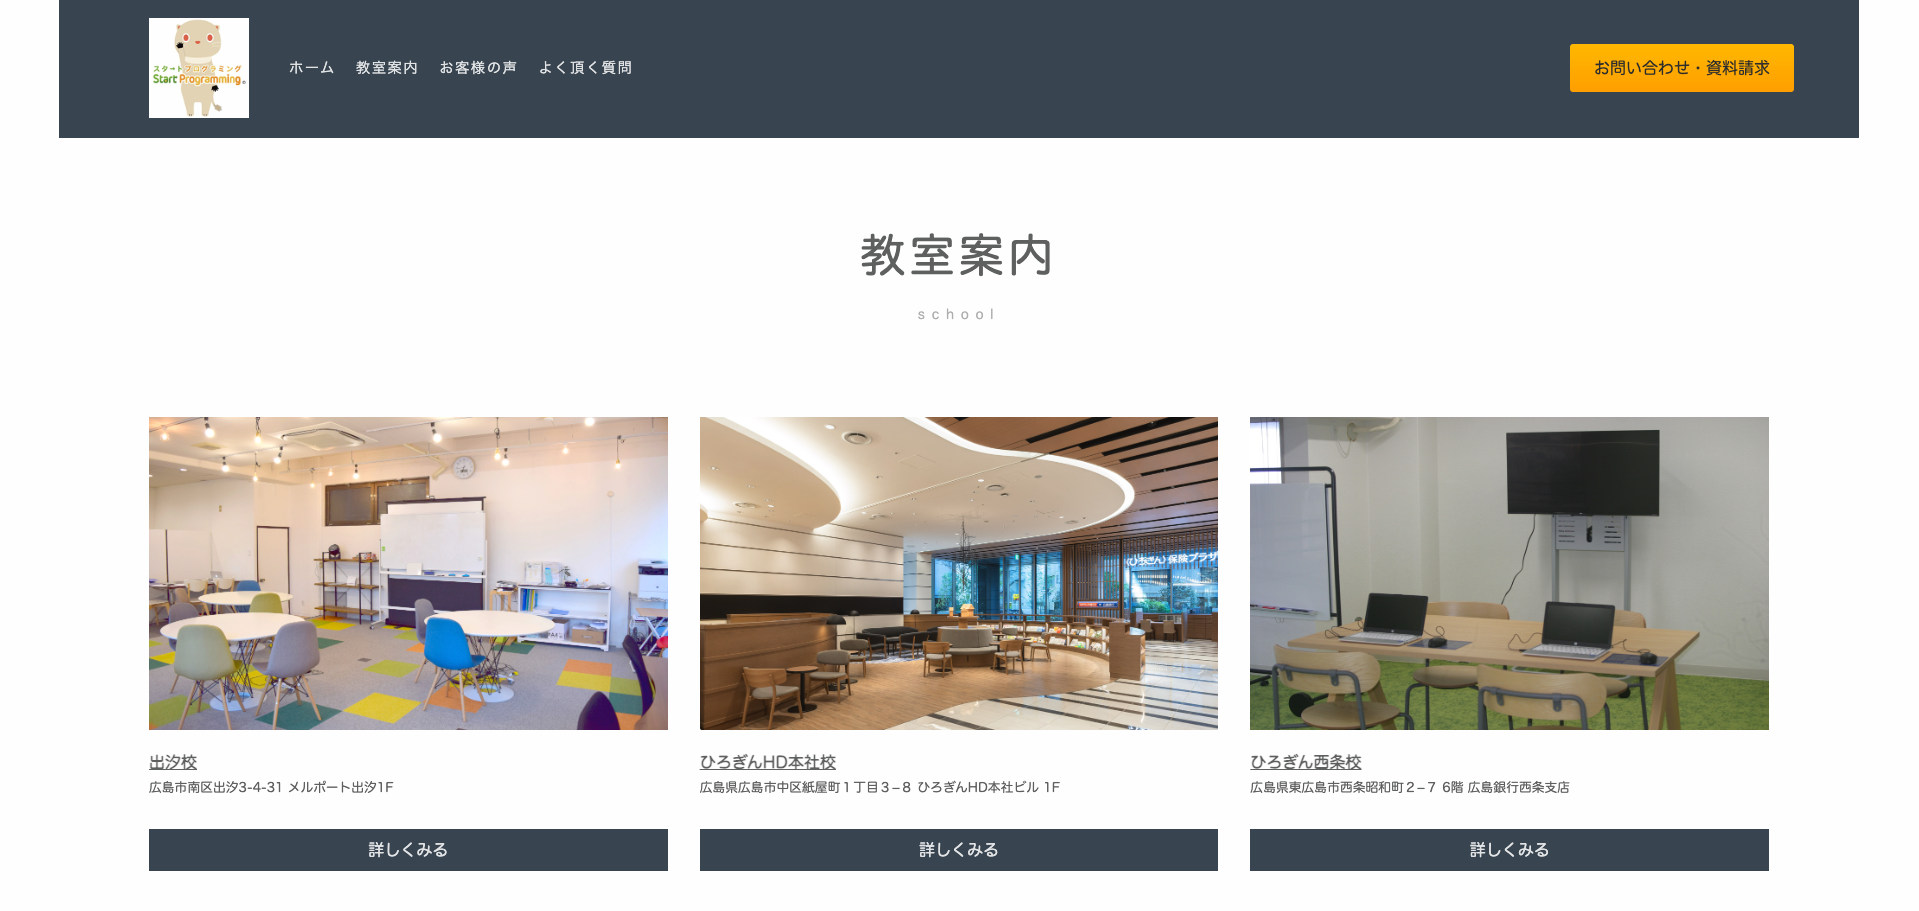 スタートプログラミング
Start Programming。
ホーム 教室案内 お客様の声 よく頂く質問
お問い合わせ・資料請求
教室案内
school
ひろぎん 保険プラザ
出汐校
広島市南区出汐3-4-31 メルポート出汐1F
詳しくみる
ひろぎんHD本社校
広島県広島市中区紙屋町１丁目３−８ ひろぎんHD本社ビル 1F
詳しくみる
ひろぎん西条校
広島県東広島市西条昭和町２−７ 6階 広島銀行西条支店
詳しくみる